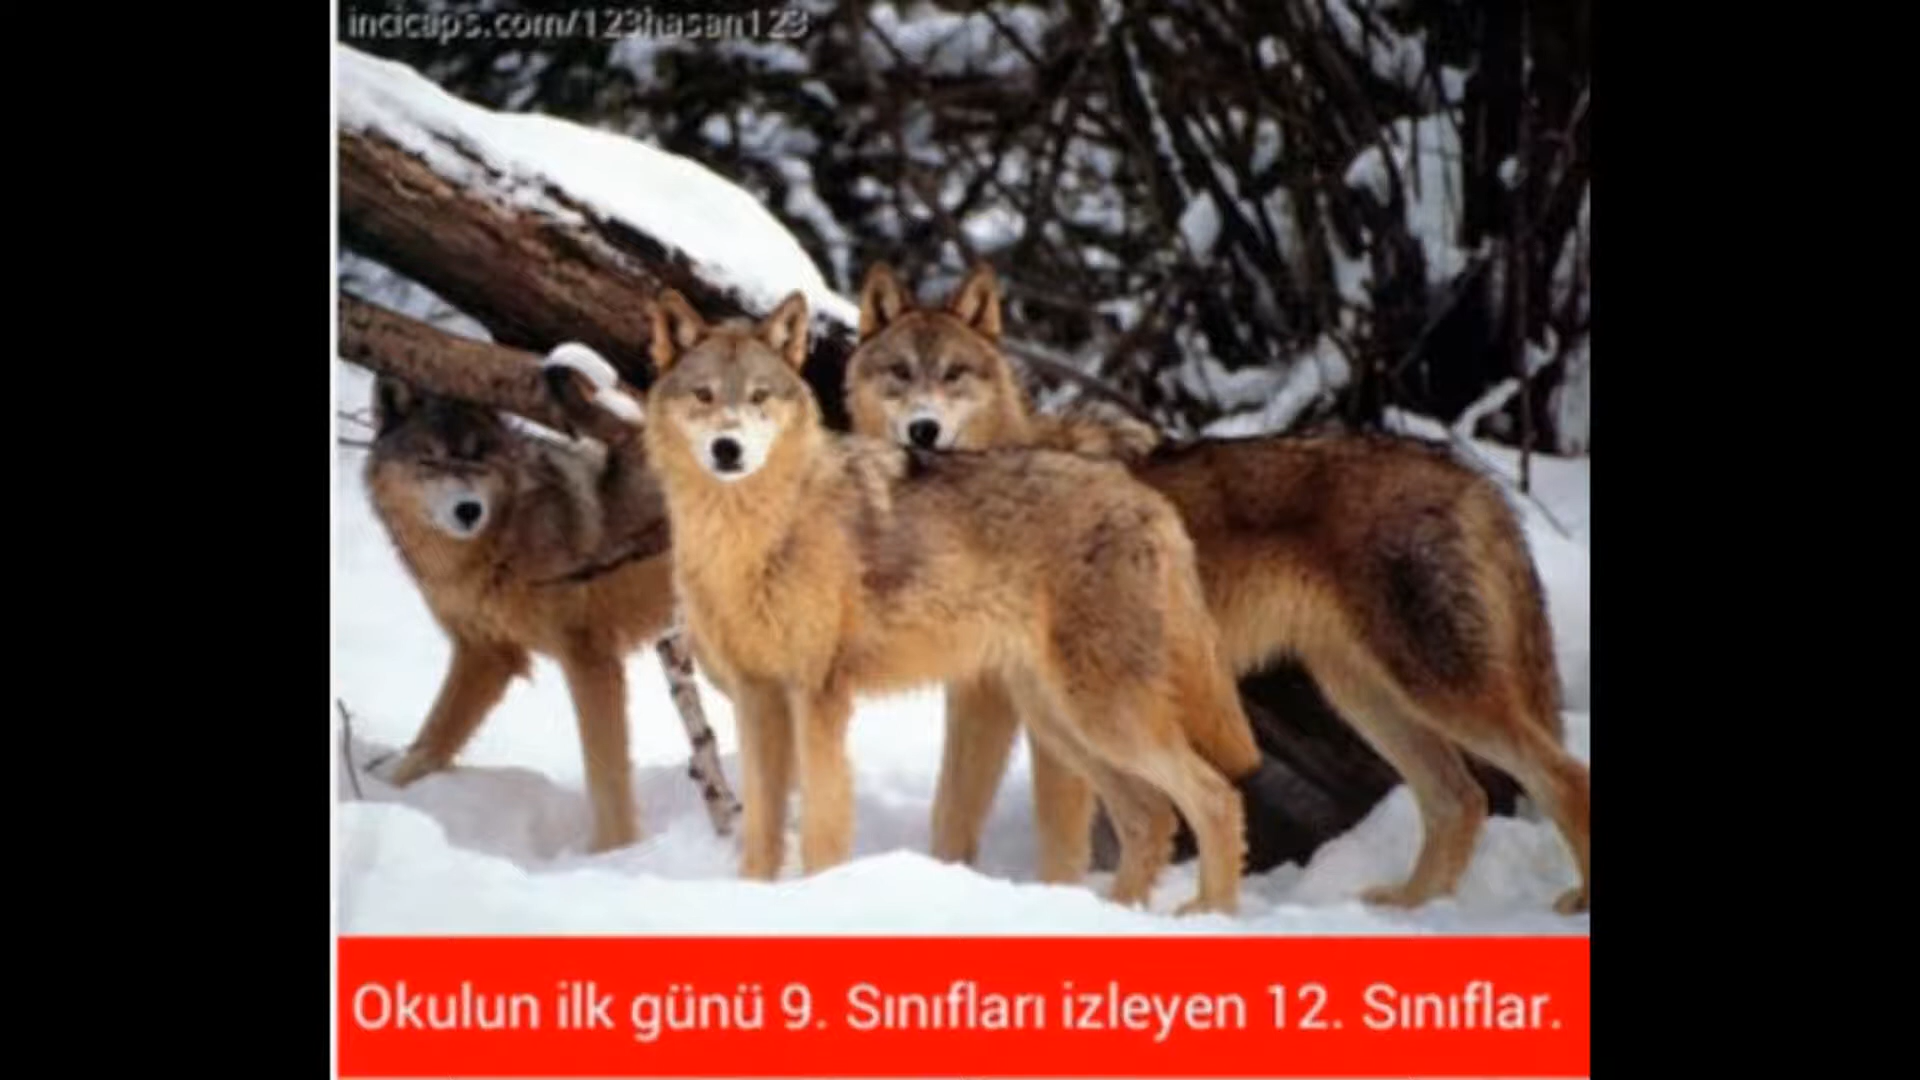 incicaps.com/123hasan123
Okulun ilk günü 9. Sınıfları izleyen 12. Sınıflar.